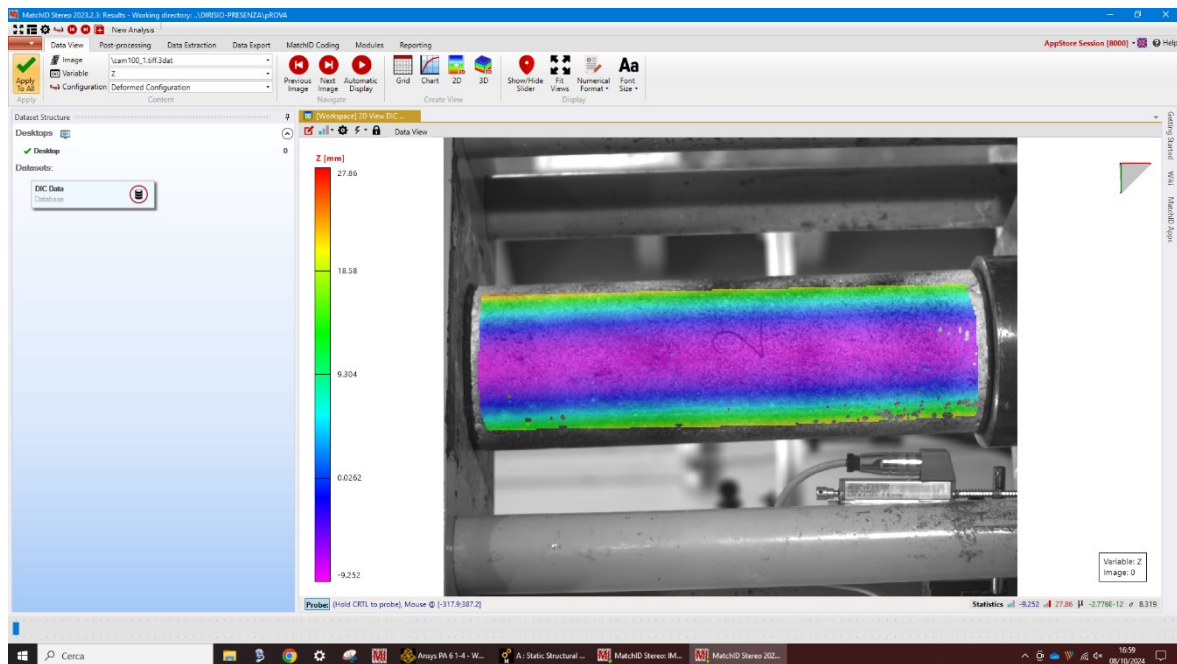 MatchID Stereo 2023.2.3: Results - Working directory: ..\DIRISIO-PRESENZA\pROVA
New Analysis
Data View Post-processing Data Extraction Data Export MatchID Coding Modules Reporting
AppStore Session [8000] Help
Apply To All
Image \cam100_1.tiff.3dat
Variable Z
Configuration Deformed Configuration
Previous Image
Next Image
Automatic Display
Grid
Chart
2D
3D
Show/Hide Slider
Fit Views
Numerical Format
Font Size
Apply Content Navigate Create View Display
Dataset Structure
Desktops
Desktop 0
Datasets:
DIC Data
Database
[Workspace] 2D View DIC ...
Data View
Z [mm]
27.86
18.58
9.304
0.0262
-9.252
2
Getting Started
Wiki
MatchID Apps
Variable: Z
Image: 0
Probe: (Hold CRTL to probe), Mouse @ [-317.9;387.2]
Statistics -9.252 27.86 μ -2.776E-12 σ 8.319
Cerca
Ansys PA 6 1-4 - W...
A : Static Structural ...
MatchID Stereo: IM...
MatchID Stereo 202...
16:59
08/10/2024